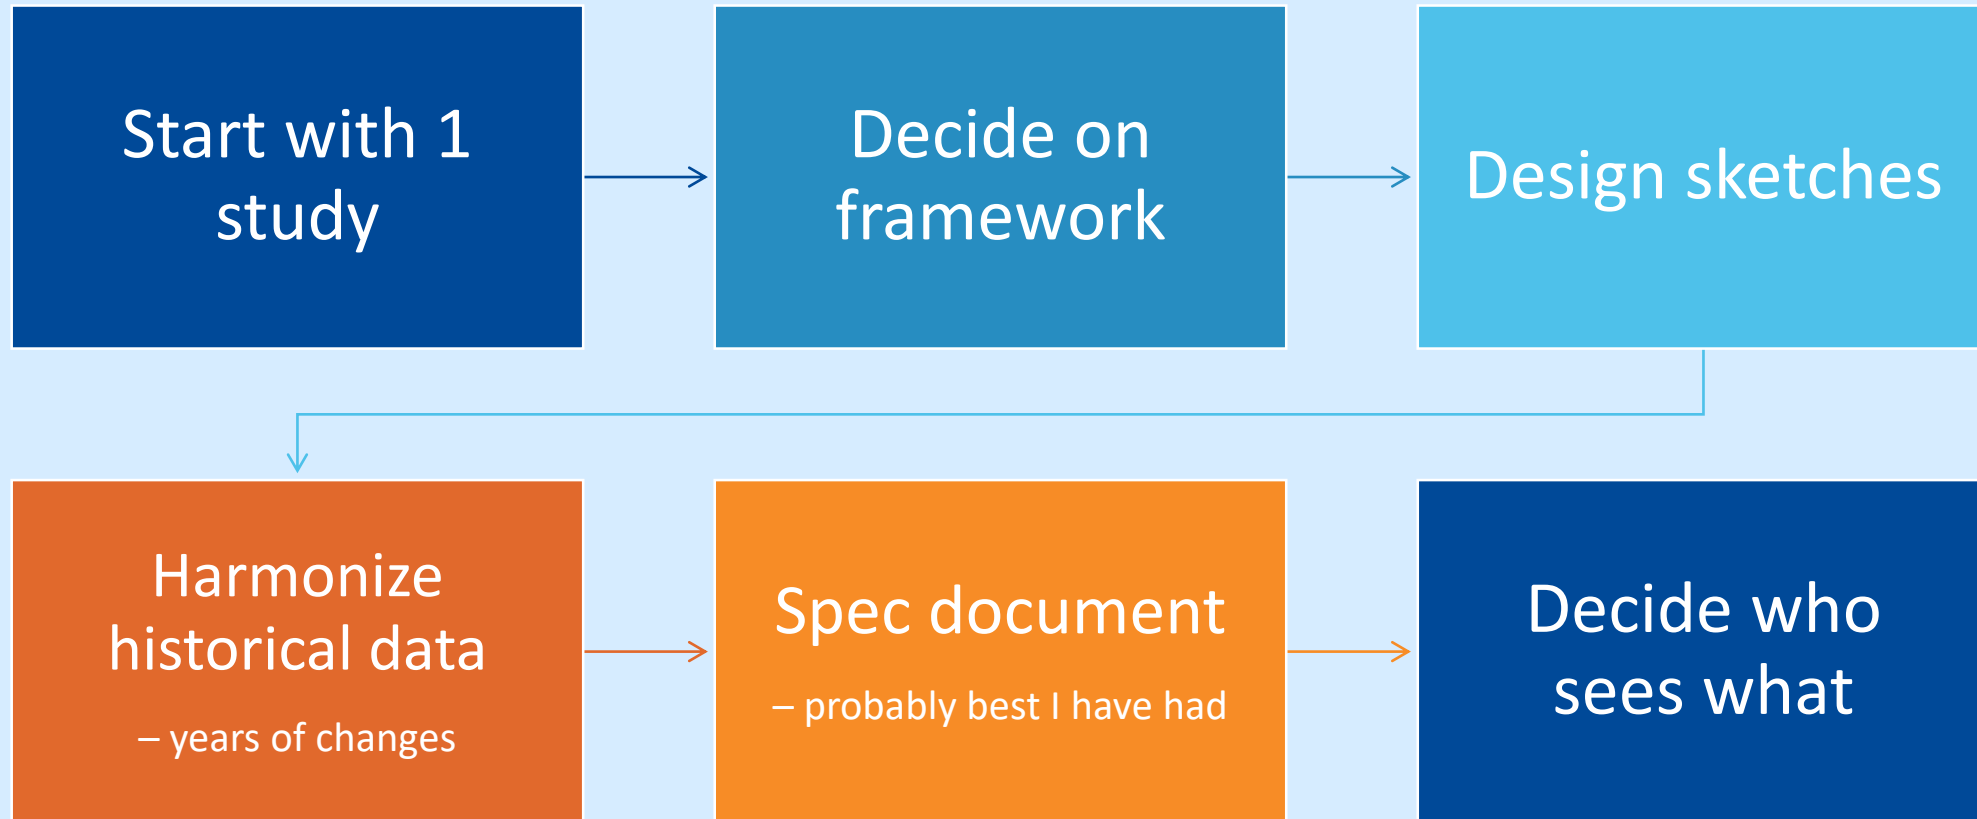 Start with 1
study
Decide on
framework
Design sketches
Harmonize
historical data
– years of changes
Spec document
– probably best I have had
Decide who
sees what